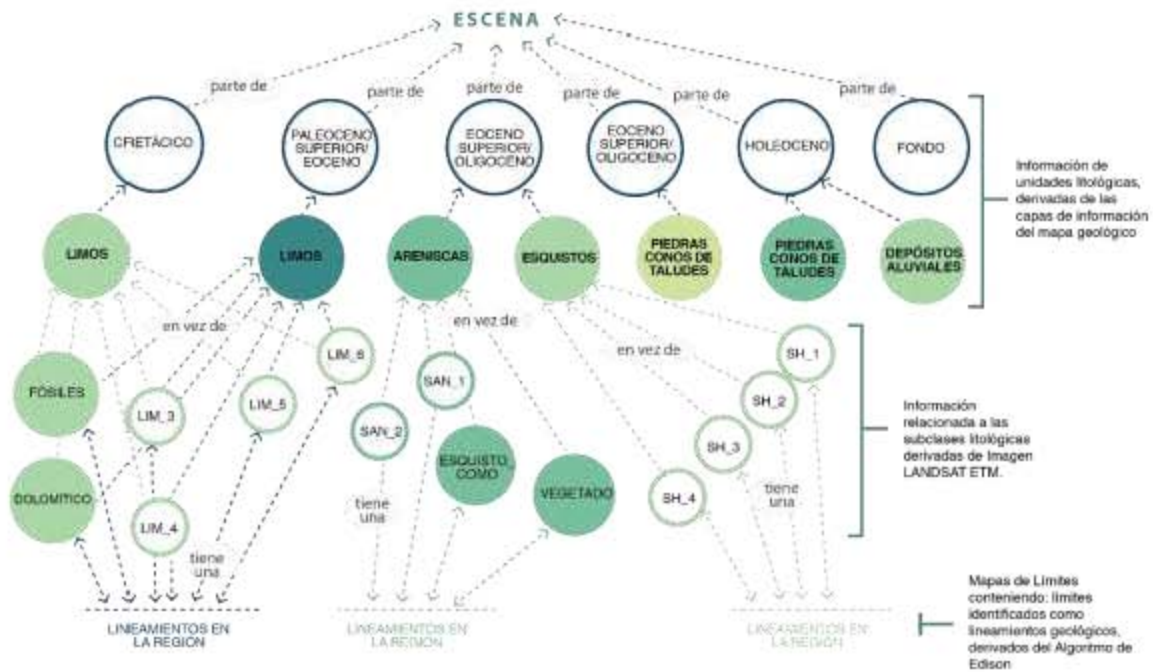 ESCENA
parte de
parte de
parte de
parte de
parte de
parte de
CRETÁCICO
PALEOCENO
SUPERIOR/
EOCENO
EOCENO
SUPERIOR/
OLIGOCENO
EOCENO
SUPERIOR/
OLIGOCENO
HOLEOCENO
FONDO
Información de
unidades litológicas,
derivadas de las
capas de información
del mapa geológico
LIMOS
LIMOS
ARENISCAS
ESQUISTOS
PIEDRAS
CONOS DE
TALUDES
PIEDRAS
CONOS DE
TALUDES
DEPÓSITOS
ALUVIALES
en vez de
en vez de
en vez de
FÓSILES
LIM_3
LIM_5
LIM_6
SAN_1
SAN_2
SH_1
SH_2
SH_3
SH_4
Información
relacionada a las
subclases litológicas
derivadas de Imagen
LANDSAT ETM.
DOLOMÍTICO
LIM_4
ESQUISTO
COMO
VEGETADO
tiene
una
tiene
una
tiene
una
LINEAMIENTOS EN
LA REGIÓN
LINEAMIENTOS EN
LA REGIÓN
LINEAMIENTOS EN
LA REGIÓN
Mapas de Límites
conteniendo: límites
identificados como
lineamientos geológicos,
derivados del Algoritmo de
Edison